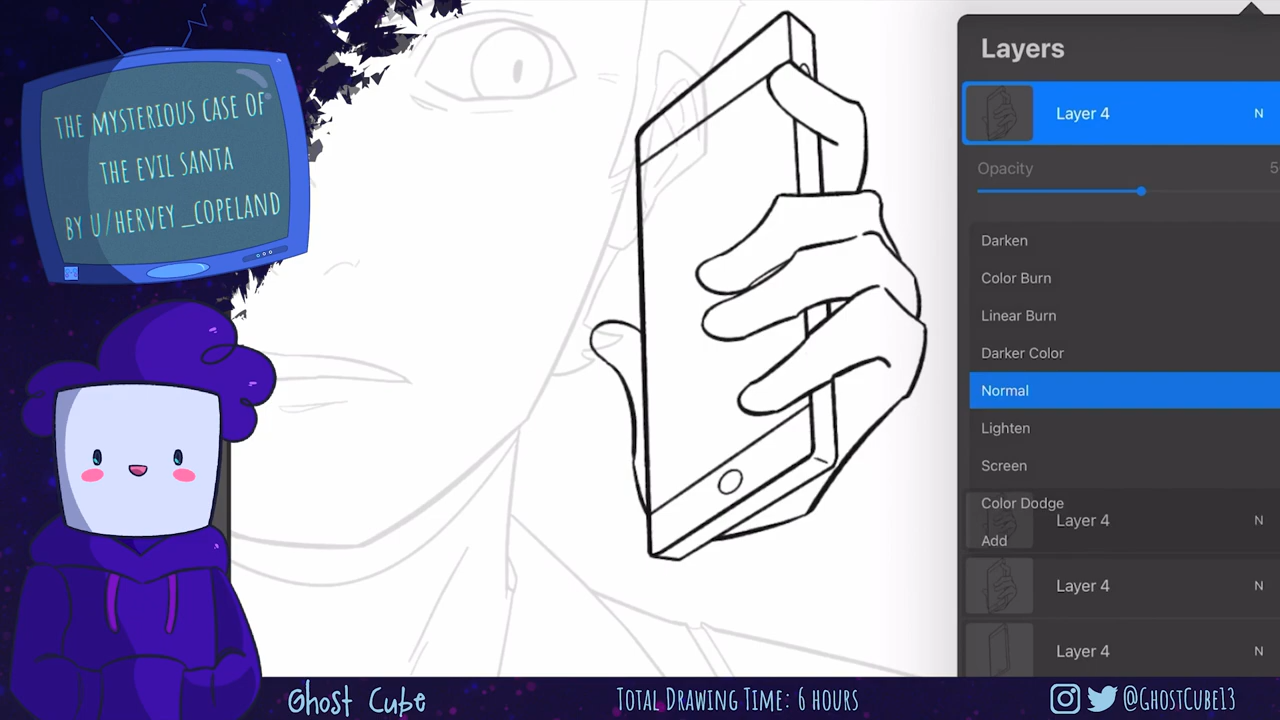 THE MYSTERIOUS CASE OF
THE EVIL SANTA
BY U/HERVEY_COPELAND
Layers
Layer 4 N
Opacity 5
Darken
Color Burn
Linear Burn
Darker Color
Normal
Lighten
Screen
Color Dodge
Layer 4 N
Add
Layer 4 N
Layer 4 N
Ghost Cube
TOTAL DRAWING TIME: 6 HOURS
@GHOSTCUBE13